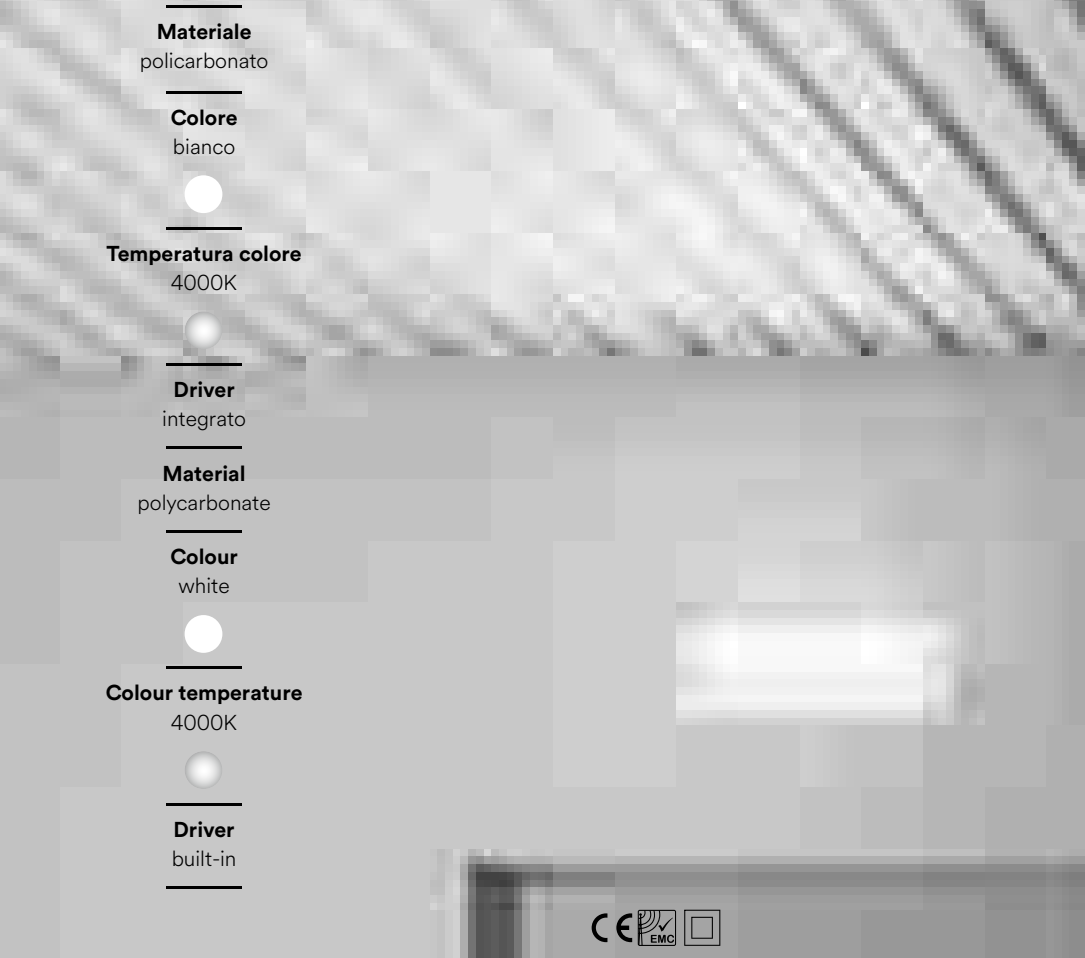 Materiale
policarbonato
Colore
bianco
Temperatura colore
4000K
Driver
integrato
Material
polycarbonate
Colour
white
Colour temperature
4000K
Driver
built-in
CE EMC